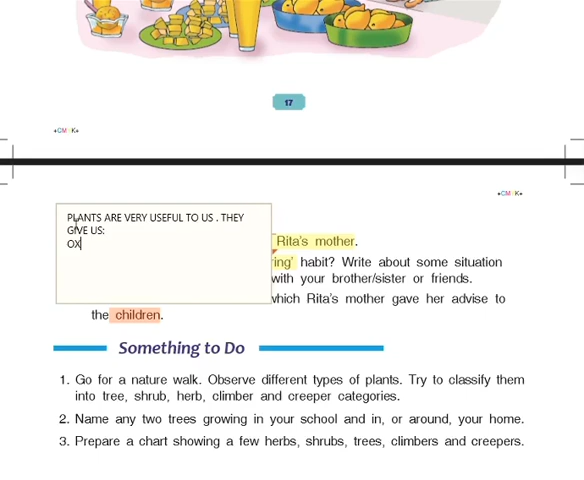 17
CMYK
CMYK
PLANTS ARE VERY USEFUL TO US . THEY
GIVE US:
OX
Rita's mother.
ring' habit? Write about some situation
with your brother/sister or friends.
which Rita's mother gave her advise to
the children.
Something to Do
1. Go for a nature walk. Observe different types of plants. Try to classify them
into tree, shrub, herb, climber and creeper categories.
2. Name any two trees growing in your school and in, or around, your home.
3. Prepare a chart showing a few herbs, shrubs, trees, climbers and creepers.